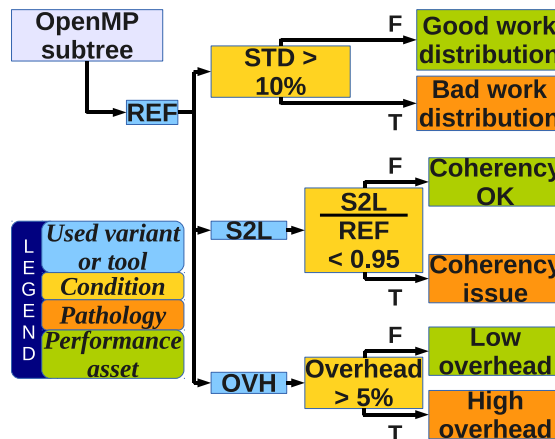 OpenMP
subtree
REF
STD >
10%
F
Good work
distribution
T
Bad work
distribution
S2L
S2L
REF
< 0.95
F
Coherency
OK
T
Coherency
issue
OVH
Overhead
> 5%
F
Low
overhead
T
High
overhead
LEGEND
Used variant
or tool
Condition
Pathology
Performance
asset